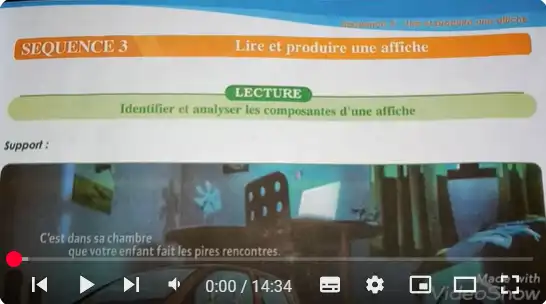 SEQUENCE 3
Lire et produire une affiche
LECTURE
Identifier et analyser les composantes d'une affiche
Support :
C'est dans sa chambre
que votre enfant fait les pires rencontres.
0:00 / 14:34
Made with
VideoShow